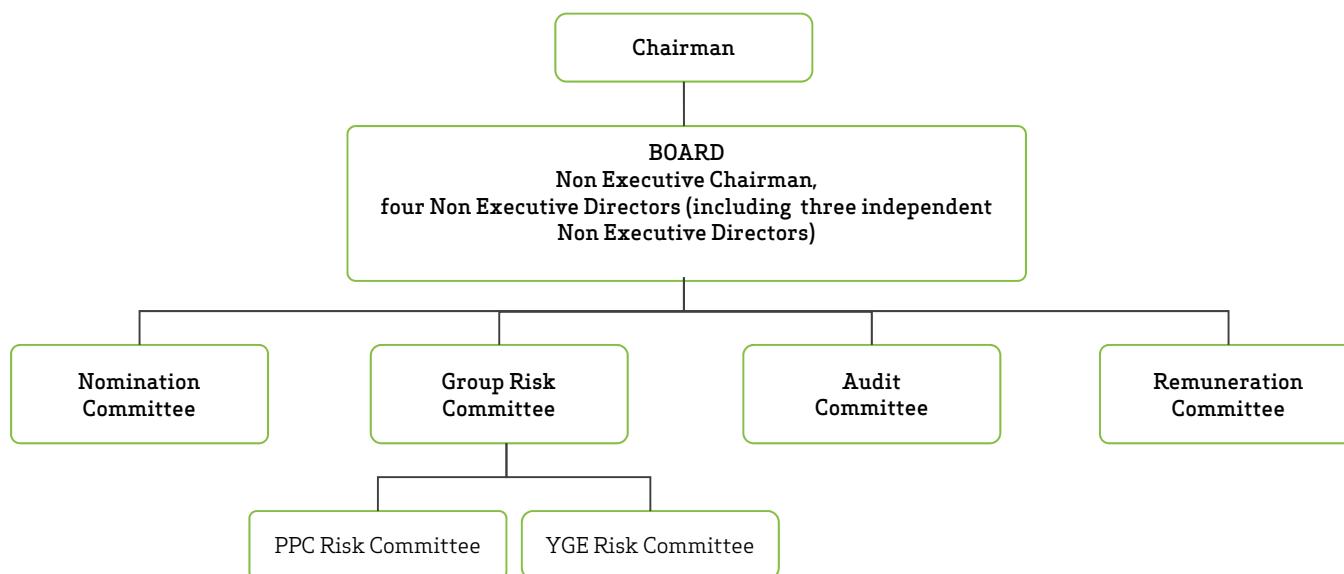 Chairman
BOARD
Non Executive Chairman,
four Non Executive Directors (including three independent
Non Executive Directors)
Nomination
Committee
Group Risk
Committee
Audit
Committee
Remuneration
Committee
PPC Risk Committee
YGE Risk Committee